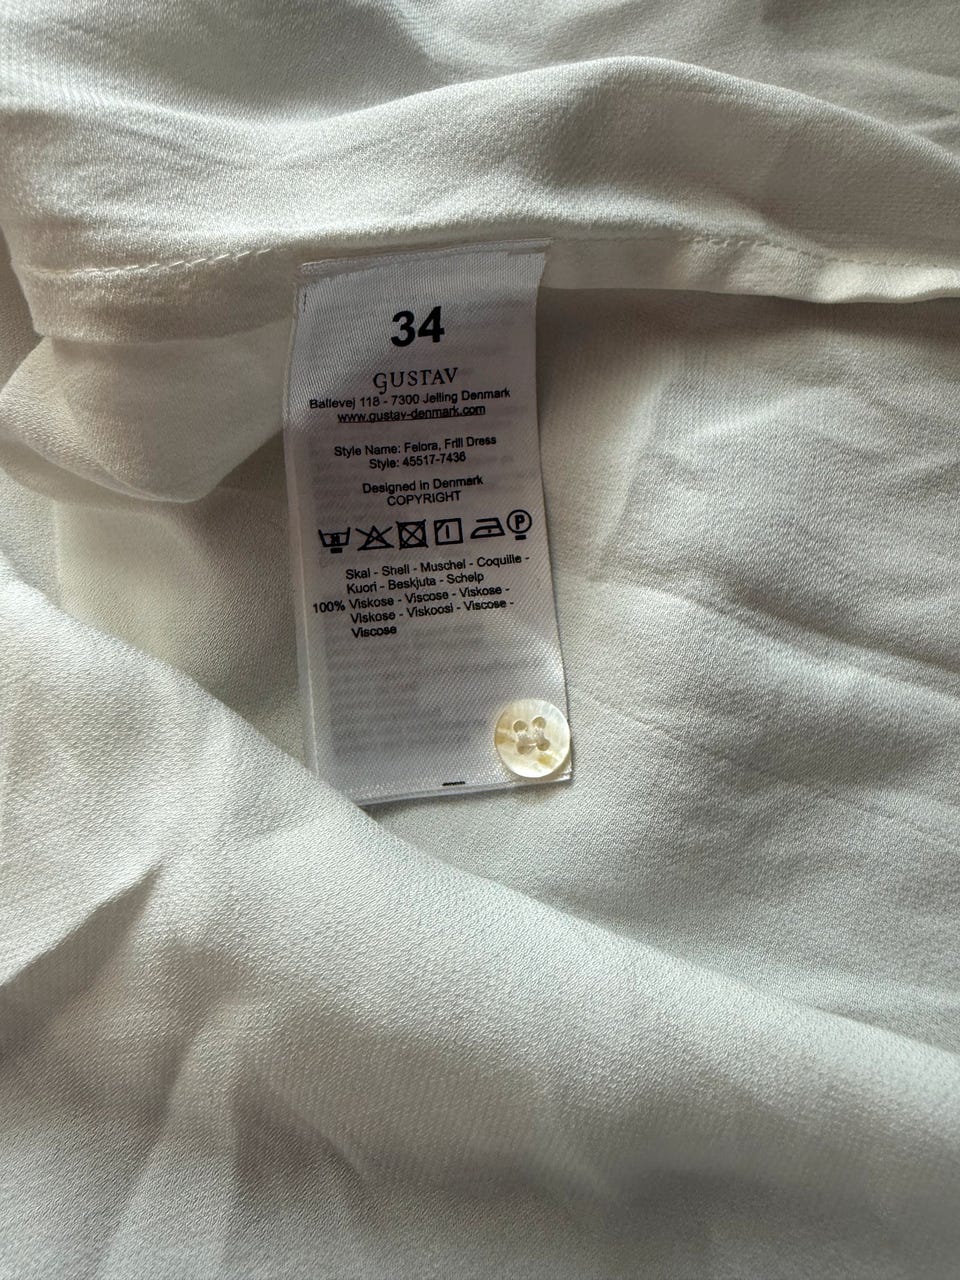 34
GUSTAV
Ballevej 118 - 7300 Jelling Denmark
www.gustav-denmark.com
Style Name: Felora, Frill Dress
Style: 45517-7436
Designed in Denmark
COPYRIGHT
P
Skal - Shell - Muschel - Coquille -
Kuori - Beskjuta - Schelp
100% Viskose - Viscose - Viskose -
Viskose - Viskoosi - Viscose -
Viscose